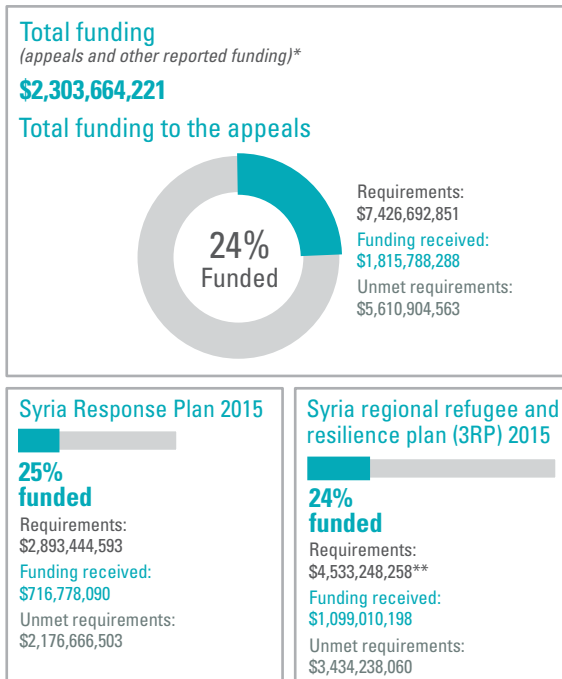 Total funding
(appeals and other reported funding)*
$2,303,664,221
Total funding to the appeals
24%
Funded
Requirements:
$7,426,692,851
Funding received:
$1,815,788,288
Unmet requirements:
$5,610,904,563
Syria Response Plan 2015
25%
funded
Requirements:
$2,893,444,593
Funding received:
$716,778,090
Unmet requirements:
$2,176,666,503
Syria regional refugee and
resilience plan (3RP) 2015
24%
funded
Requirements:
$4,533,248,258**
Funding received:
$1,099,010,198
Unmet requirements:
$3,434,238,060